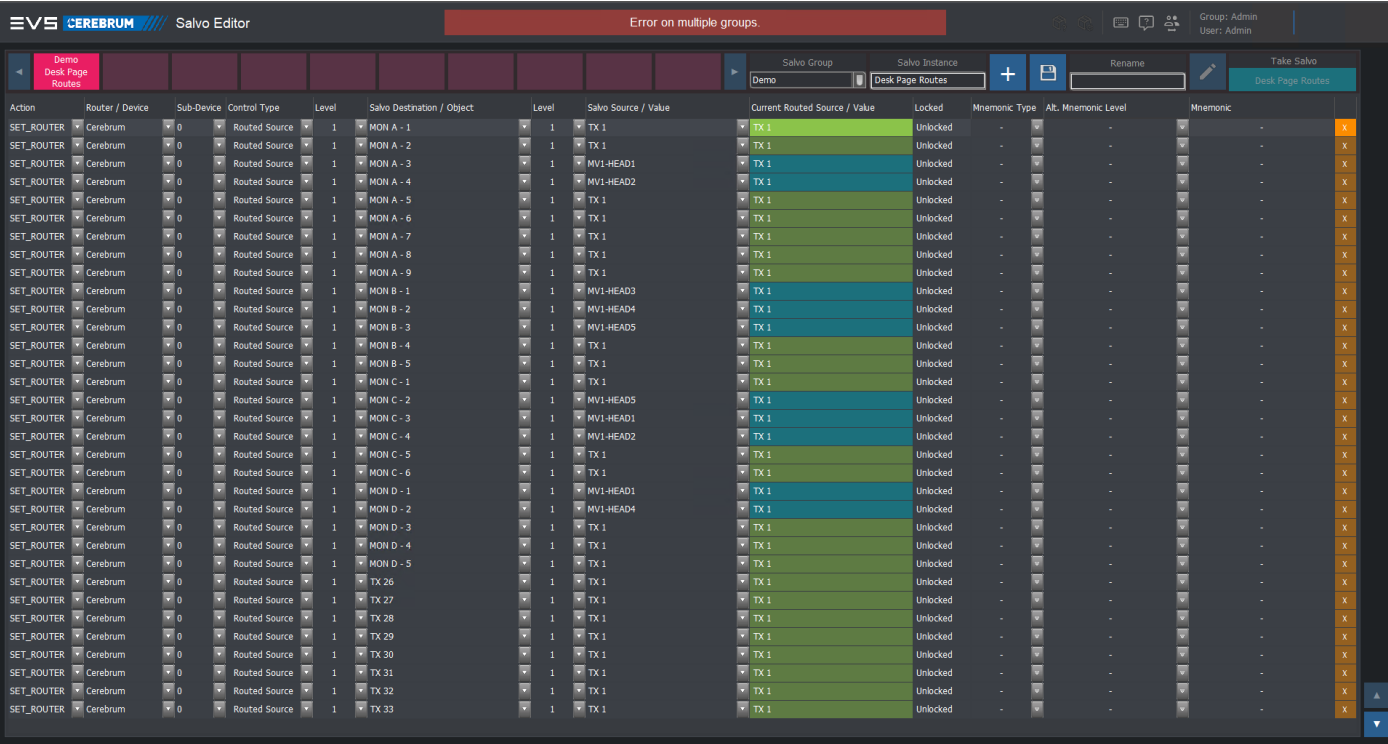 EVS CEREBRUM Salvo Editor Error on multiple groups. Group: Admin
User: Admin
Demo
Desk Page
Routes
Salvo Group Salvo Instance Rename Take Salvo
Demo Desk Page Routes + Desk Page Routes
Action Router / Device Sub-Device Control Type Level Salvo Destination / Object Level Salvo Source / Value Current Routed Source / Value Locked Mnemonic Type Alt. Mnemonic Level Mnemonic
SET_ROUTER Cerebrum 0 Routed Source 1 MON A - 1 1 TX 1 TX 1 Unlocked - - - X
SET_ROUTER Cerebrum 0 Routed Source 1 MON A - 2 1 TX 1 TX 1 Unlocked - - - X
SET_ROUTER Cerebrum 0 Routed Source 1 MON A - 3 1 MV1-HEAD1 TX 1 Unlocked - - - X
SET_ROUTER Cerebrum 0 Routed Source 1 MON A - 4 1 MV1-HEAD2 TX 1 Unlocked - - - X
SET_ROUTER Cerebrum 0 Routed Source 1 MON A - 5 1 TX 1 TX 1 Unlocked - - - X
SET_ROUTER Cerebrum 0 Routed Source 1 MON A - 6 1 TX 1 TX 1 Unlocked - - - X
SET_ROUTER Cerebrum 0 Routed Source 1 MON A - 7 1 TX 1 TX 1 Unlocked - - - X
SET_ROUTER Cerebrum 0 Routed Source 1 MON A - 8 1 TX 1 TX 1 Unlocked - - - X
SET_ROUTER Cerebrum 0 Routed Source 1 MON A - 9 1 TX 1 TX 1 Unlocked - - - X
SET_ROUTER Cerebrum 0 Routed Source 1 MON B - 1 1 MV1-HEAD3 TX 1 Unlocked - - - X
SET_ROUTER Cerebrum 0 Routed Source 1 MON B - 2 1 MV1-HEAD4 TX 1 Unlocked - - - X
SET_ROUTER Cerebrum 0 Routed Source 1 MON B - 3 1 MV1-HEAD5 TX 1 Unlocked - - - X
SET_ROUTER Cerebrum 0 Routed Source 1 MON B - 4 1 TX 1 TX 1 Unlocked - - - X
SET_ROUTER Cerebrum 0 Routed Source 1 MON B - 5 1 TX 1 TX 1 Unlocked - - - X
SET_ROUTER Cerebrum 0 Routed Source 1 MON C - 1 1 TX 1 TX 1 Unlocked - - - X
SET_ROUTER Cerebrum 0 Routed Source 1 MON C - 2 1 MV1-HEAD5 TX 1 Unlocked - - - X
SET_ROUTER Cerebrum 0 Routed Source 1 MON C - 3 1 MV1-HEAD1 TX 1 Unlocked - - - X
SET_ROUTER Cerebrum 0 Routed Source 1 MON C - 4 1 MV1-HEAD2 TX 1 Unlocked - - - X
SET_ROUTER Cerebrum 0 Routed Source 1 MON C - 5 1 TX 1 TX 1 Unlocked - - - X
SET_ROUTER Cerebrum 0 Routed Source 1 MON C - 6 1 TX 1 TX 1 Unlocked - - - X
SET_ROUTER Cerebrum 0 Routed Source 1 MON D - 1 1 MV1-HEAD1 TX 1 Unlocked - - - X
SET_ROUTER Cerebrum 0 Routed Source 1 MON D - 2 1 MV1-HEAD4 TX 1 Unlocked - - - X
SET_ROUTER Cerebrum 0 Routed Source 1 MON D - 3 1 TX 1 TX 1 Unlocked - - - X
SET_ROUTER Cerebrum 0 Routed Source 1 MON D - 4 1 TX 1 TX 1 Unlocked - - - X
SET_ROUTER Cerebrum 0 Routed Source 1 MON D - 5 1 TX 1 TX 1 Unlocked - - - X
SET_ROUTER Cerebrum 0 Routed Source 1 TX 26 1 TX 1 TX 1 Unlocked - - - X
SET_ROUTER Cerebrum 0 Routed Source 1 TX 27 1 TX 1 TX 1 Unlocked - - - X
SET_ROUTER Cerebrum 0 Routed Source 1 TX 28 1 TX 1 TX 1 Unlocked - - - X
SET_ROUTER Cerebrum 0 Routed Source 1 TX 29 1 TX 1 TX 1 Unlocked - - - X
SET_ROUTER Cerebrum 0 Routed Source 1 TX 30 1 TX 1 TX 1 Unlocked - - - X
SET_ROUTER Cerebrum 0 Routed Source 1 TX 31 1 TX 1 TX 1 Unlocked - - - X
SET_ROUTER Cerebrum 0 Routed Source 1 TX 32 1 TX 1 TX 1 Unlocked - - - X
SET_ROUTER Cerebrum 0 Routed Source 1 TX 33 1 TX 1 TX 1 Unlocked - - - X